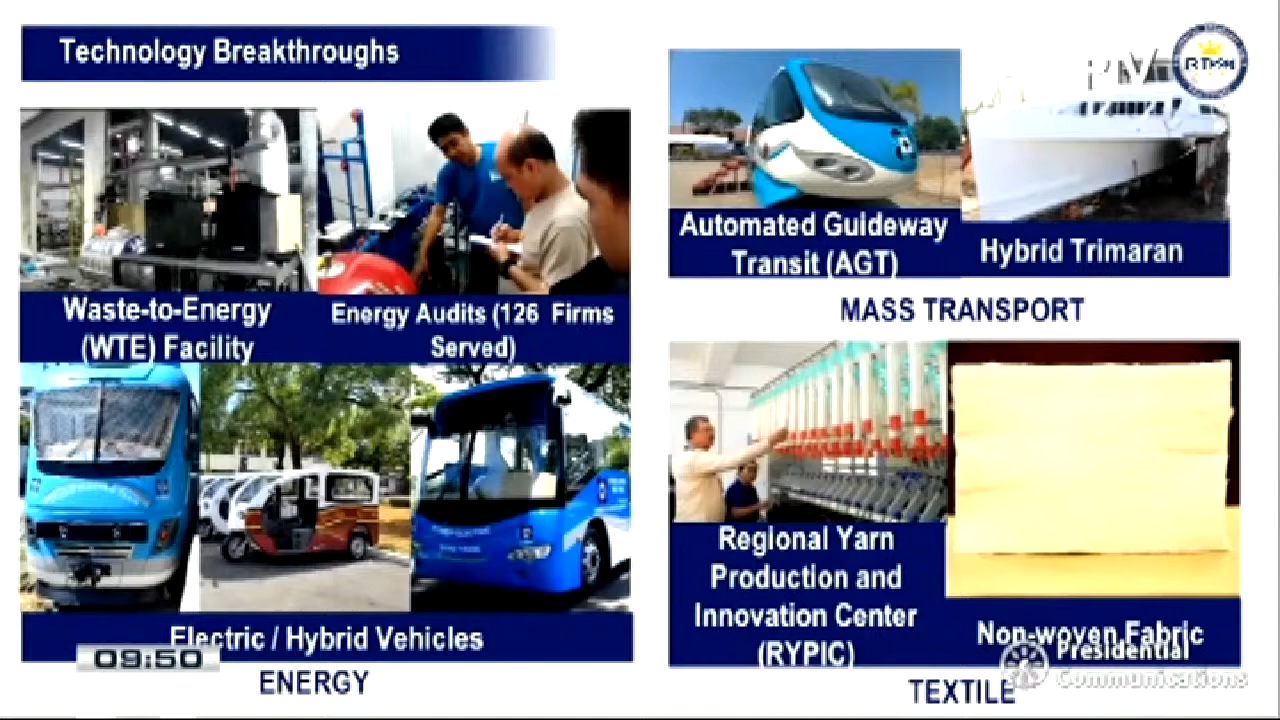 Technology Breakthroughs
RTVM
Waste-to-Energy
(WTE) Facility
Energy Audits (126 Firms
Served)
Electric / Hybrid Vehicles
ENERGY
Automated Guideway
Transit (AGT)
Hybrid Trimaran
MASS TRANSPORT
Regional Yarn
Production and
Innovation Center
(RYPIC)
Non-woven Fabric
TEXTILE
09:50
Presidential
Communications